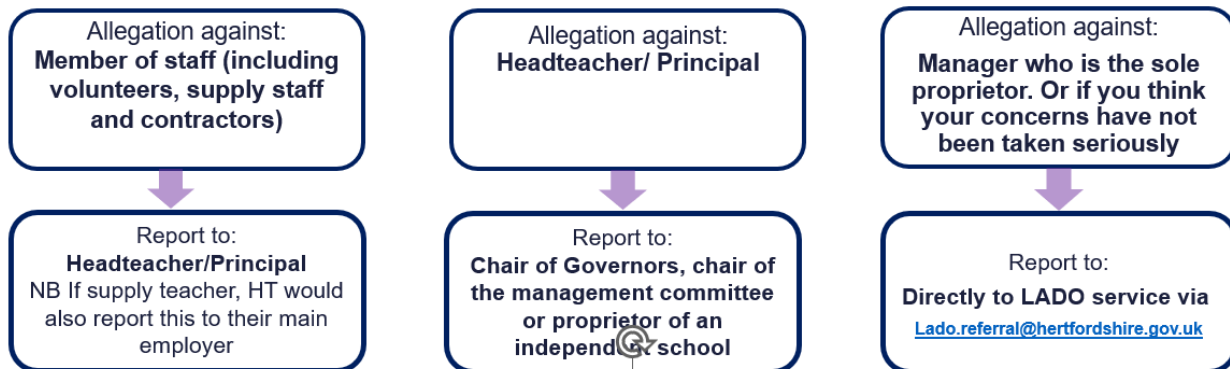 Allegation against:
Member of staff (including
volunteers, supply staff
and contractors)
Allegation against:
Headteacher/ Principal
Allegation against:
Manager who is the sole
proprietor. Or if you think
your concerns have not
been taken seriously
Report to:
Headteacher/Principal
NB If supply teacher, HT would
also report this to their main
employer
Report to:
Chair of Governors, chair of
the management committee
or proprietor of an
independent school
Report to:
Directly to LADO service via
Lado.referral@hertfordshire.gov.uk